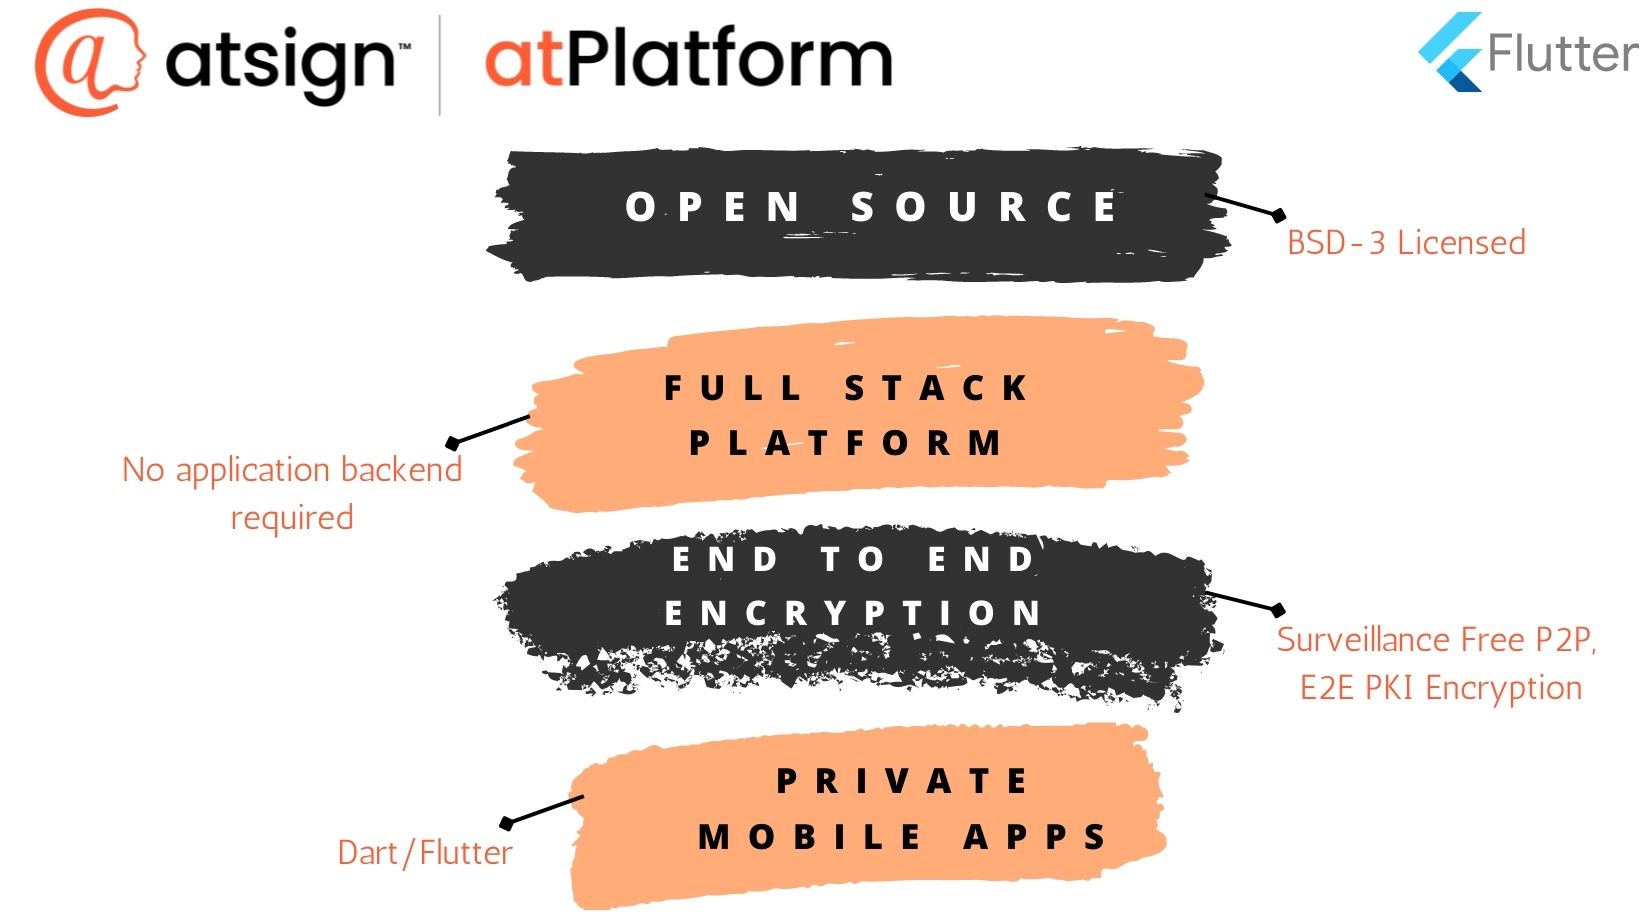 atsign™ atPlatform Flutter
OPEN SOURCE
BSD-3 Licensed
FULL STACK
PLATFORM
No application backend
required
END TO END
ENCRYPTION
Surveillance Free P2P,
E2E PKI Encryption
PRIVATE
MOBILE APPS
Dart/Flutter